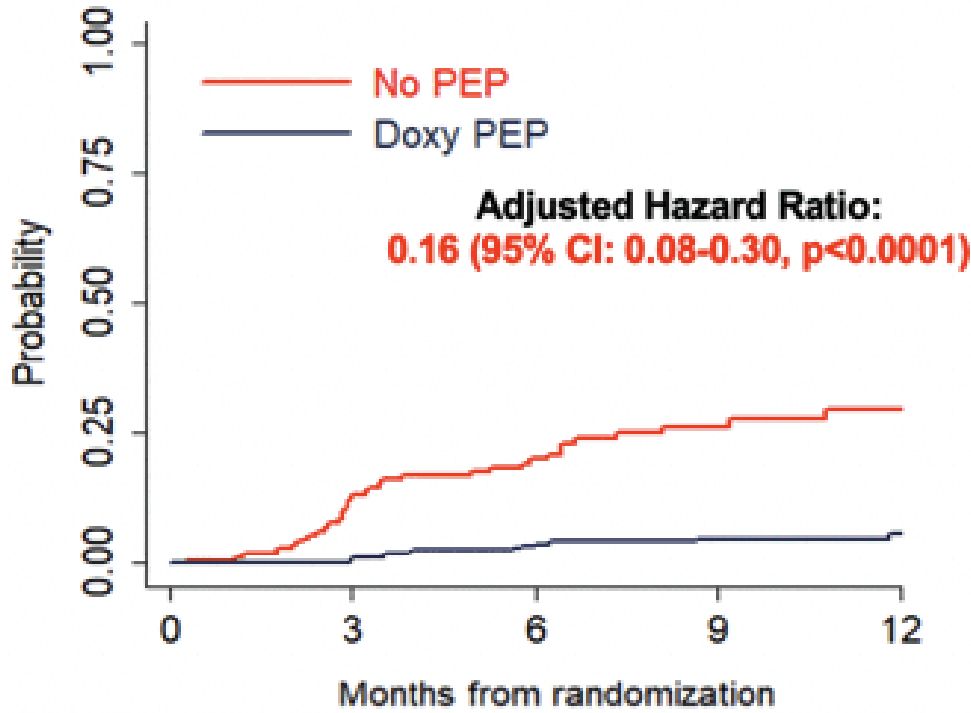 1.00
0.75
0.50
0.25
0.00
Probability
No PEP
Doxy PEP
Adjusted Hazard Ratio:
0.16 (95% CI: 0.08-0.30, p<0.0001)
0 3 6 9 12
Months from randomization